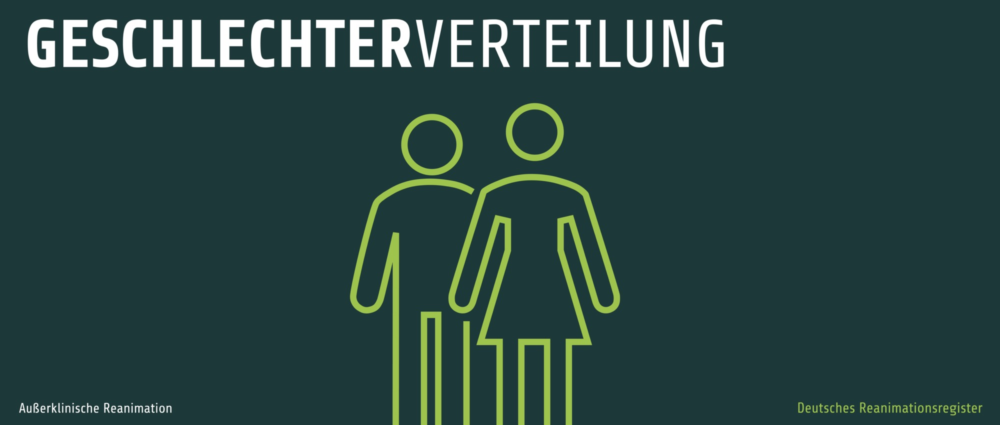 GESCHLECHTERVERTEILUNG
Außerklinische Reanimation
Deutsches Reanimationsregister